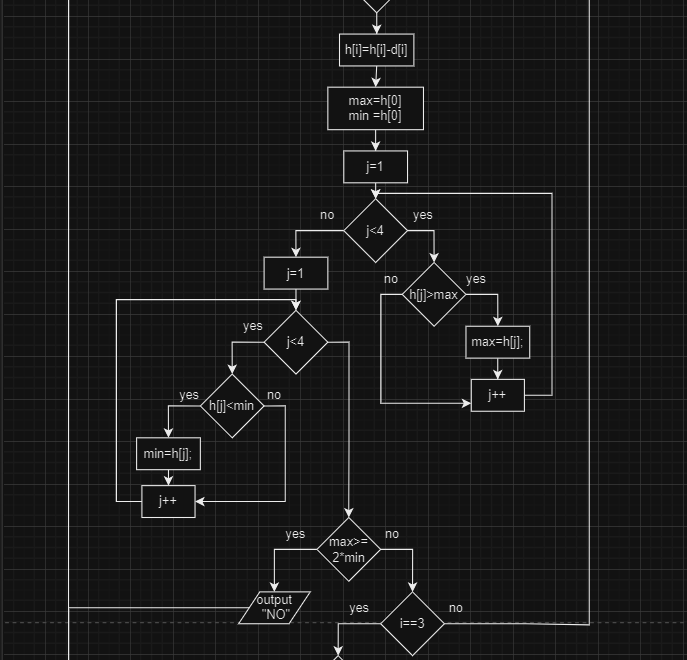 h[i]=h[i]-d[i]
max=h[0]
min =h[0]
j=1
no
yes
j<4
j=1
no
h[j]>max
yes
yes
j<4
max=h[j];
j++
yes
h[j]<min
no
min=h[j];
j++
yes
max>=
2*min
no
output
"NO"
yes
i==3
no